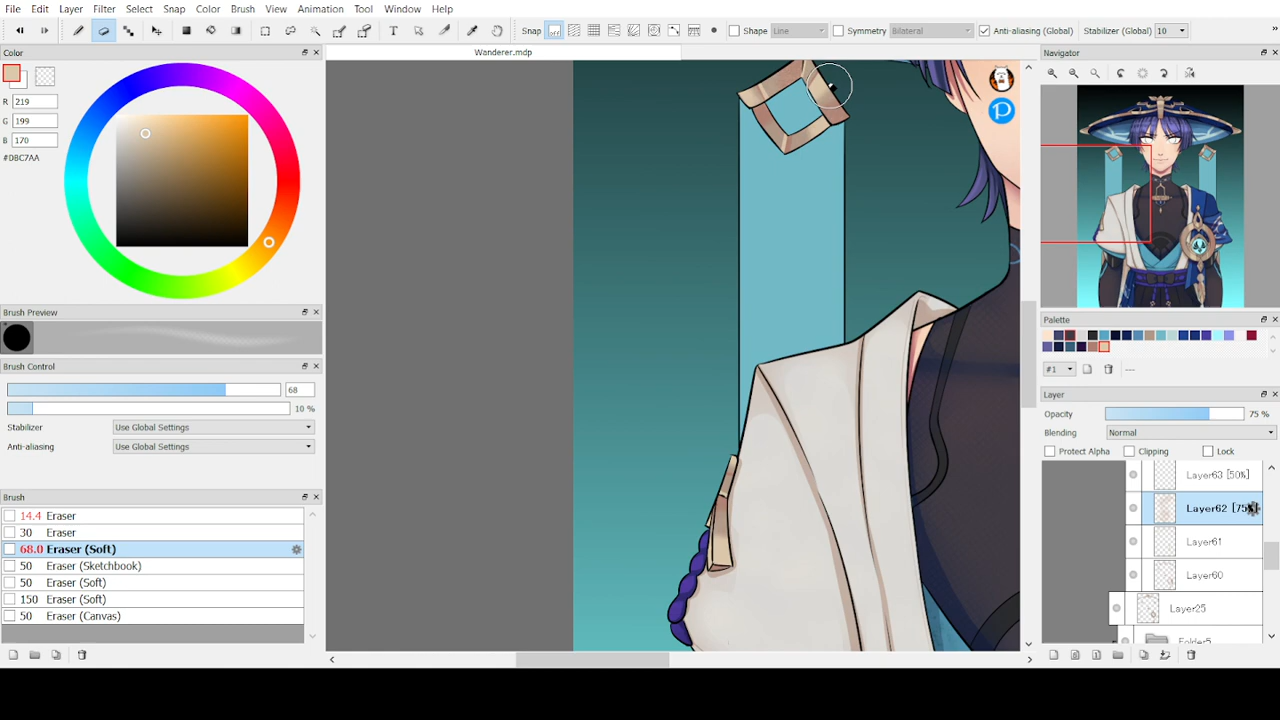 File Edit Layer Filter Select Snap Color Brush View Animation Tool Window Help
Snap Shape Line Symmetry Bilateral Anti-aliasing (Global) Stabilizer (Global) 10
Color
Wanderer.mdp
Navigator
R 219
G 199
B 170
#DBC7AA
Brush Preview
Brush Control
68
10 %
Stabilizer Use Global Settings
Anti-aliasing Use Global Settings
Brush
14.4 Eraser
30 Eraser
68.0 Eraser (Soft)
50 Eraser (Sketchbook)
50 Eraser (Soft)
150 Eraser (Soft)
50 Eraser (Canvas)
Palette
#1 ---
Layer
Opacity 75 %
Blending Normal
Protect Alpha Clipping Lock
Layer63 [50%]
Layer62 [75%]
Layer61
Layer60
Layer25
Folder5